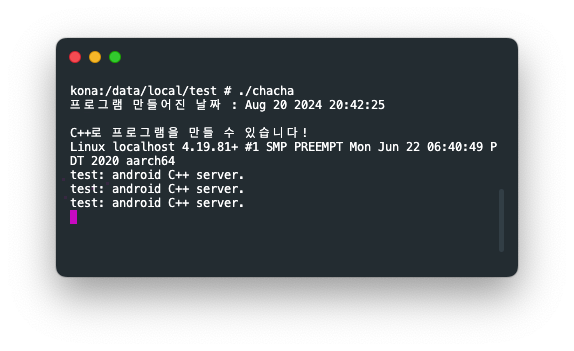 kona:/data/local/test # ./chacha
프로그램 만들어진 날짜 : Aug 20 2024 20:42:25
C++로 프로그램을 만들 수 있습니다!
Linux localhost 4.19.81+ #1 SMP PREEMPT Mon Jun 22 06:40:49 P
DT 2020 aarch64
test: android C++ server.
test: android C++ server.
test: android C++ server.